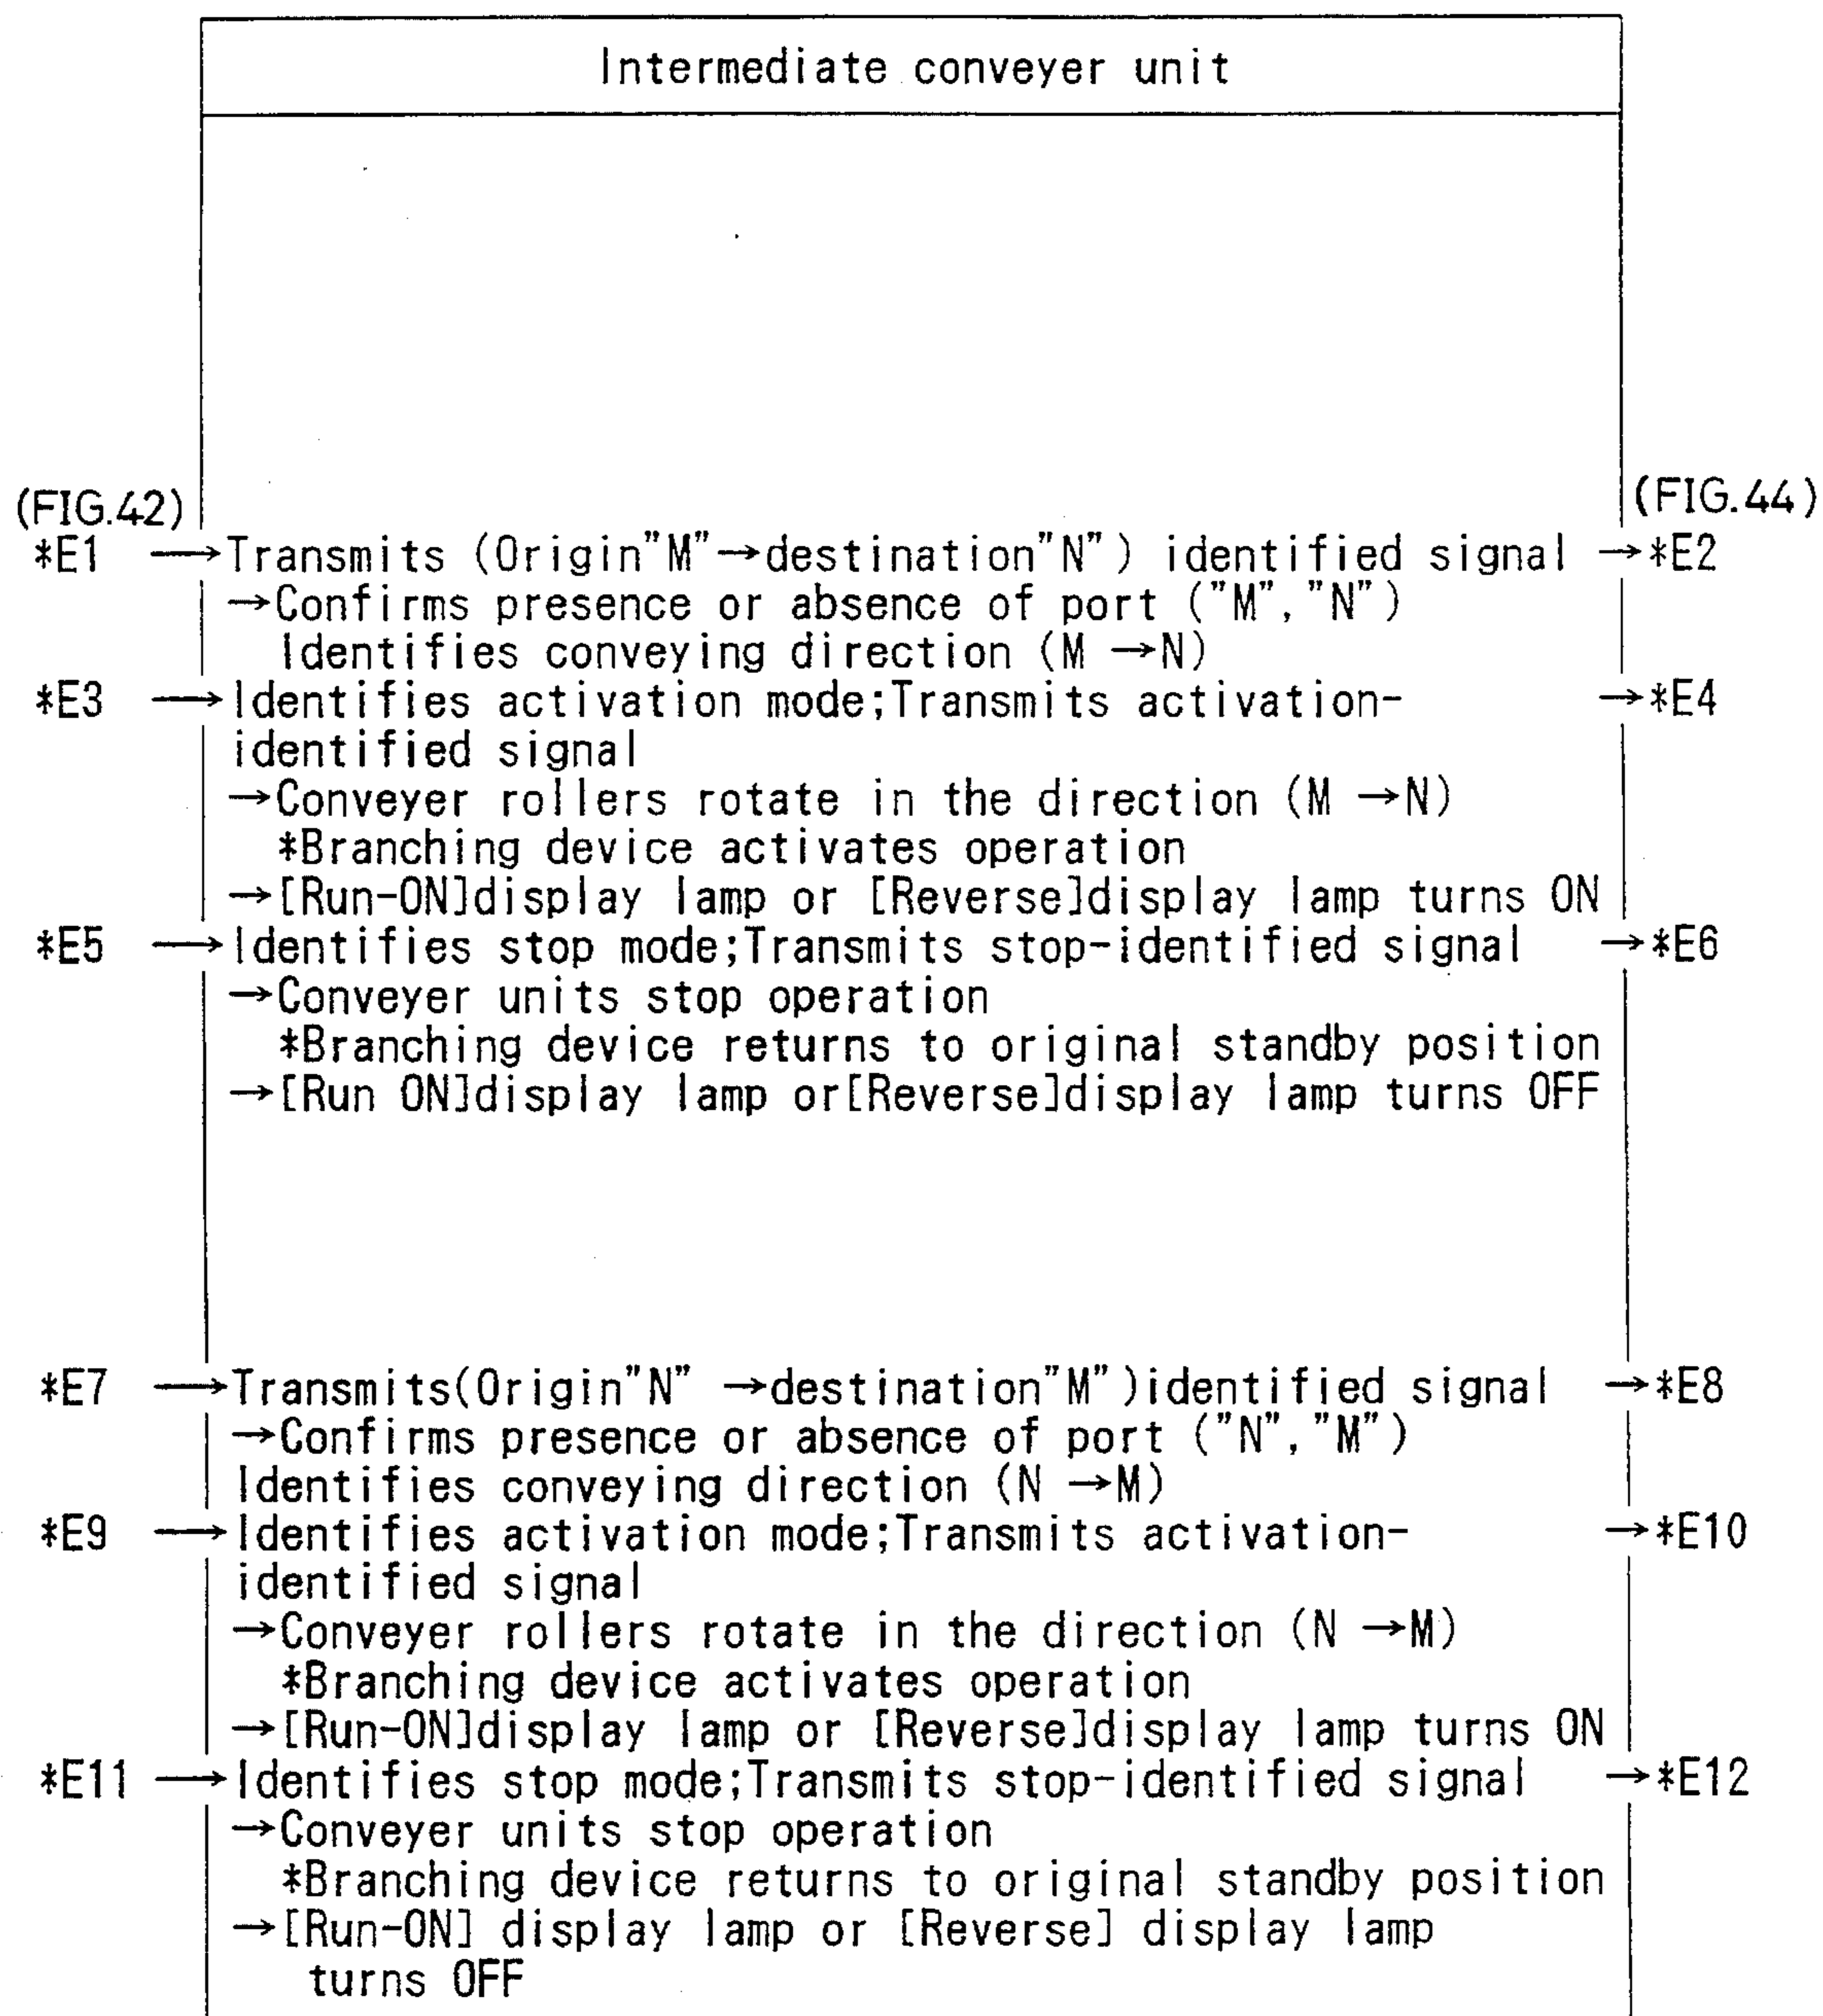 Intermediate conveyer unit
(FIG.42) (FIG.44)
*E1 →Transmits (Origin"M"→destination"N") identified signal →*E2
→Confirms presence or absence of port ("M","N")
Identifies conveying direction (M →N)
*E3 →Identifies activation mode;Transmits activation- →*E4
identified signal
→Conveyer rollers rotate in the direction (M →N)
*Branching device activates operation
→[Run-ON]display lamp or [Reverse]display lamp turns ON
*E5 →Identifies stop mode;Transmits stop-identified signal →*E6
→Conveyer units stop operation
*Branching device returns to original standby position
→[Run ON]display lamp or[Reverse]display lamp turns OFF
*E7 →Transmits(Origin"N" →destination"M")identified signal →*E8
→Confirms presence or absence of port ("N","M")
Identifies conveying direction (N →M)
*E9 →Identifies activation mode;Transmits activation- →*E10
identified signal
→Conveyer rollers rotate in the direction (N →M)
*Branching device activates operation
→[Run-ON]display lamp or [Reverse]display lamp turns ON
*E11 →Identifies stop mode;Transmits stop-identified signal →*E12
→Conveyer units stop operation
*Branching device returns to original standby position
→[Run-ON] display lamp or [Reverse] display lamp
turns OFF